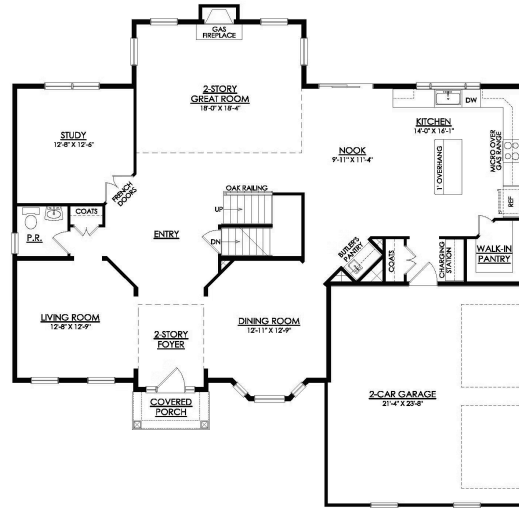 GAS
FIREPLACE
2-STORY
GREAT ROOM
18'-0" X 18'-4"
DW
KITCHEN
14'-0" X 16'-1"
MICRO OVER
GAS RANGE
STUDY
12'-8" X 12'-6"
NOOK
9'-11" X 11'-4"
1' OVERHANG
FRENCH
DOORS
OAK RAILING
REF
COATS
UP
P.R.
ENTRY
DN
BUTLER'S
PANTRY
COATS
CHARGING
STATION
WALK-IN
PANTRY
LIVING ROOM
12'-8" X 12'-9"
2-STORY
FOYER
DINING ROOM
12'-11" X 12'-9"
COVERED
PORCH
2-CAR GARAGE
21'-4" X 23'-8"